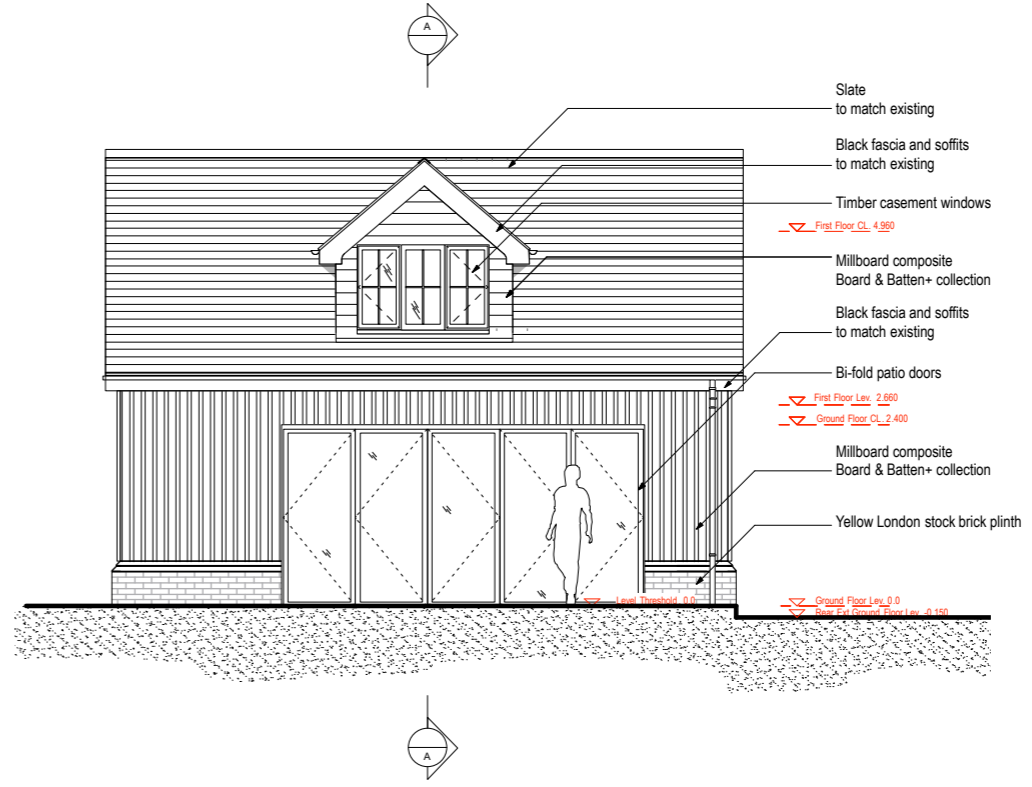 A
Slate
to match existing
Black fascia and soffits
to match existing
Timber casement windows
First Floor CL. 4.960
Millboard composite
Board & Batten+ collection
Black fascia and soffits
to match existing
Bi-fold patio doors
First Floor Lev. 2.660
Ground Floor CL. 2.400
Millboard composite
Board & Batten+ collection
Yellow London stock brick plinth
Level Threshold 0.0
Ground Floor Lev. 0.0
Rear Ext Ground Floor Lev. -0.150
A